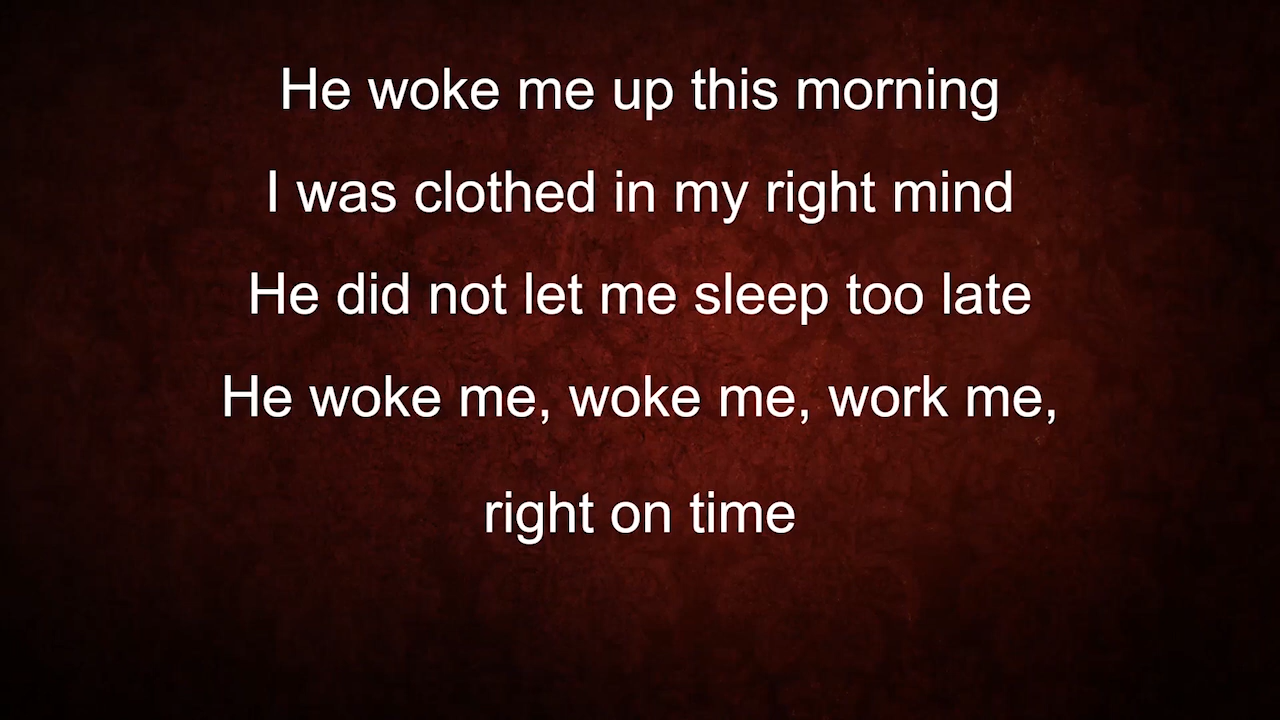 He woke me up this morning
I was clothed in my right mind
He did not let me sleep too late
He woke me, woke me, work me,
right on time